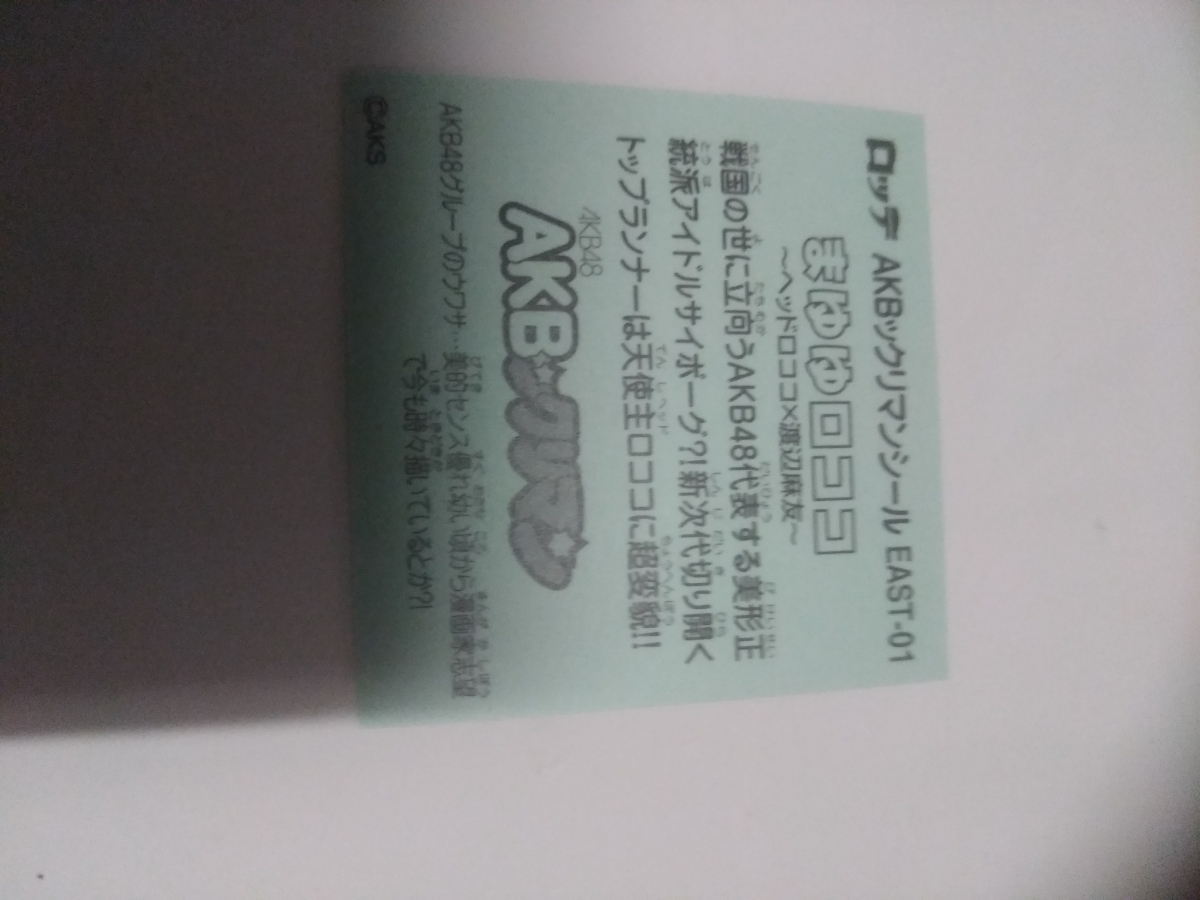 ロッテ AKBックリマンシール EAST-01
まゆゆロココ
～ヘッドロココ×渡辺麻友～
戦国の世に立向うAKB48代表する美形正
統派アイドルサイボーグ?!新次代切り開く
トップランナーは天使主ロココに超変貌!!
AKB48
AKBックリマン
AKB48グループのウワサ…美的センス優れ幼い頃から漫画家志望
で今も時々描いているとか?!
©AKS